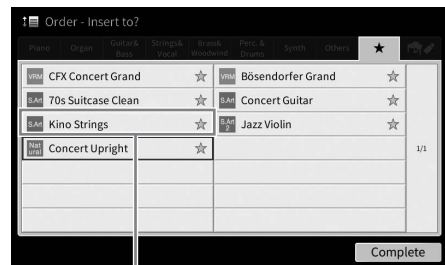 Order - Insert to?
Piano Organ Guitar& Bass Strings& Vocal Brass& Woodwind Perc. & Drums Synth Others
VRM CFX Concert Grand
VRM Bösendorfer Grand
S.Art 70s Suitcase Clean
S.Art Concert Guitar
S.Art Kino Strings
S.Art 2 Jazz Violin
Natural Concert Upright
1/1
Complete